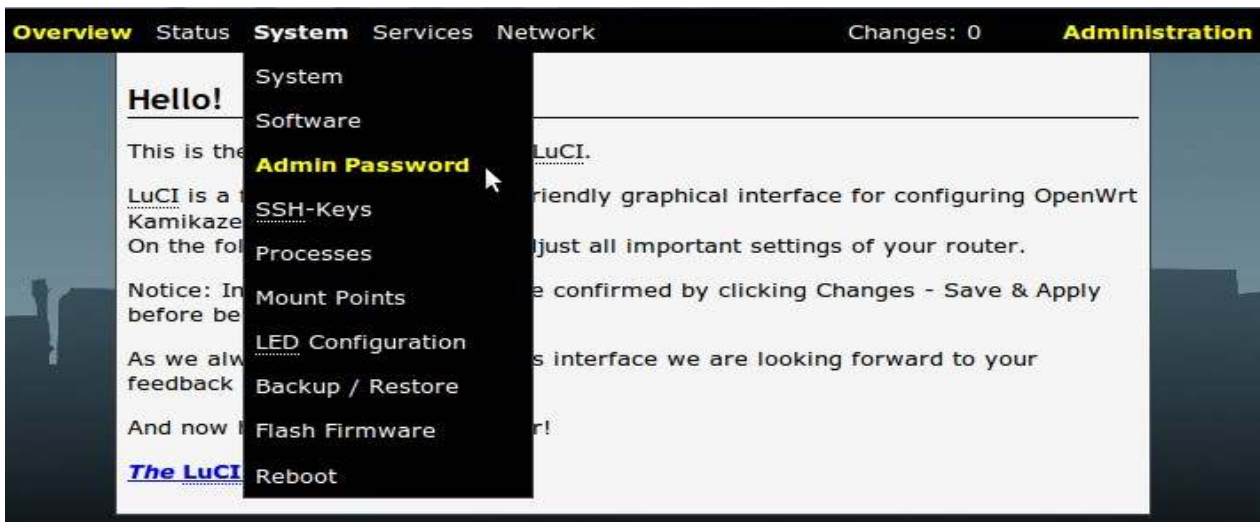 Overview Status System Services Network Changes: 0 Administration
System
Software
Admin Password
SSH-Keys
Processes
Mount Points
LED Configuration
Backup / Restore
Flash Firmware
Reboot
Hello!
This is the LuCI.
LuCI is a riendly graphical interface for configuring OpenWrt
Kamikaze
On the fol just all important settings of your router.
Notice: In e confirmed by clicking Changes - Save & Apply
before be
As we alw s interface we are looking forward to your
feedback
And now r!
The LuCI